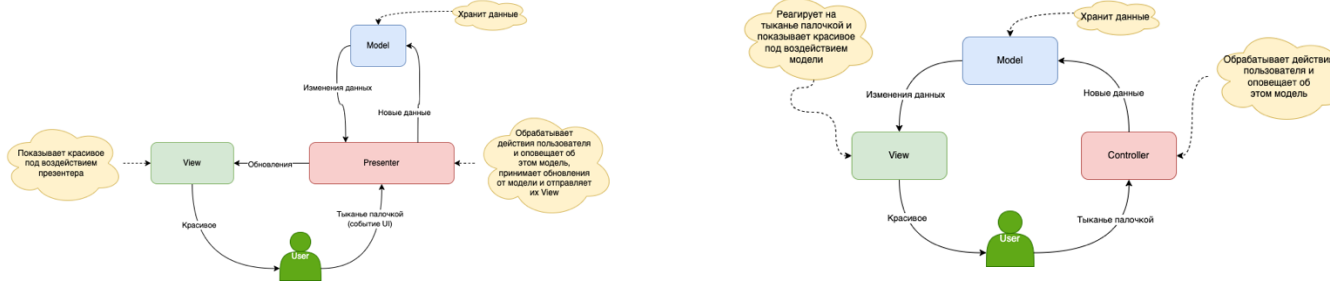 Хранит данные
Model
Изменения данных
Новые данные
Показывает красивое
под воздействием
презентера
View
Обновления
Presenter
Обрабатывает
действия пользователя
и оповещает об
этом модель,
принимает обновления
от модели и отправляет
их View
Красивое
Тыканье палочкой
(событие UI)
User
Реагирует на
тыканье палочкой и
показывает красивое
под воздействием
модели
Хранит данные
Model
Обрабатывает действия
пользователя и
оповещает об
этом модель
Изменения данных
Новые данные
View
Controller
Красивое
Тыканье палочкой
User